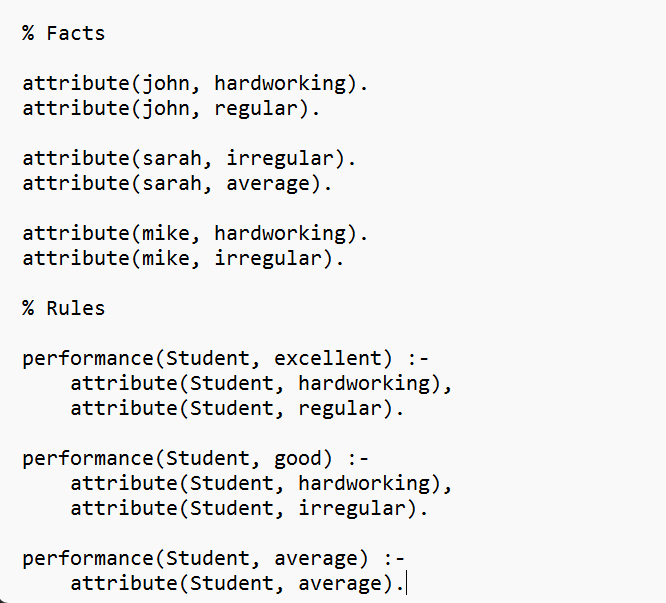 % Facts
attribute(john, hardworking).
attribute(john, regular).
attribute(sarah, irregular).
attribute(sarah, average).
attribute(mike, hardworking).
attribute(mike, irregular).
% Rules
performance(Student, excellent) :-
    attribute(Student, hardworking),
    attribute(Student, regular).
performance(Student, good) :-
    attribute(Student, hardworking),
    attribute(Student, irregular).
performance(Student, average) :-
    attribute(Student, average).